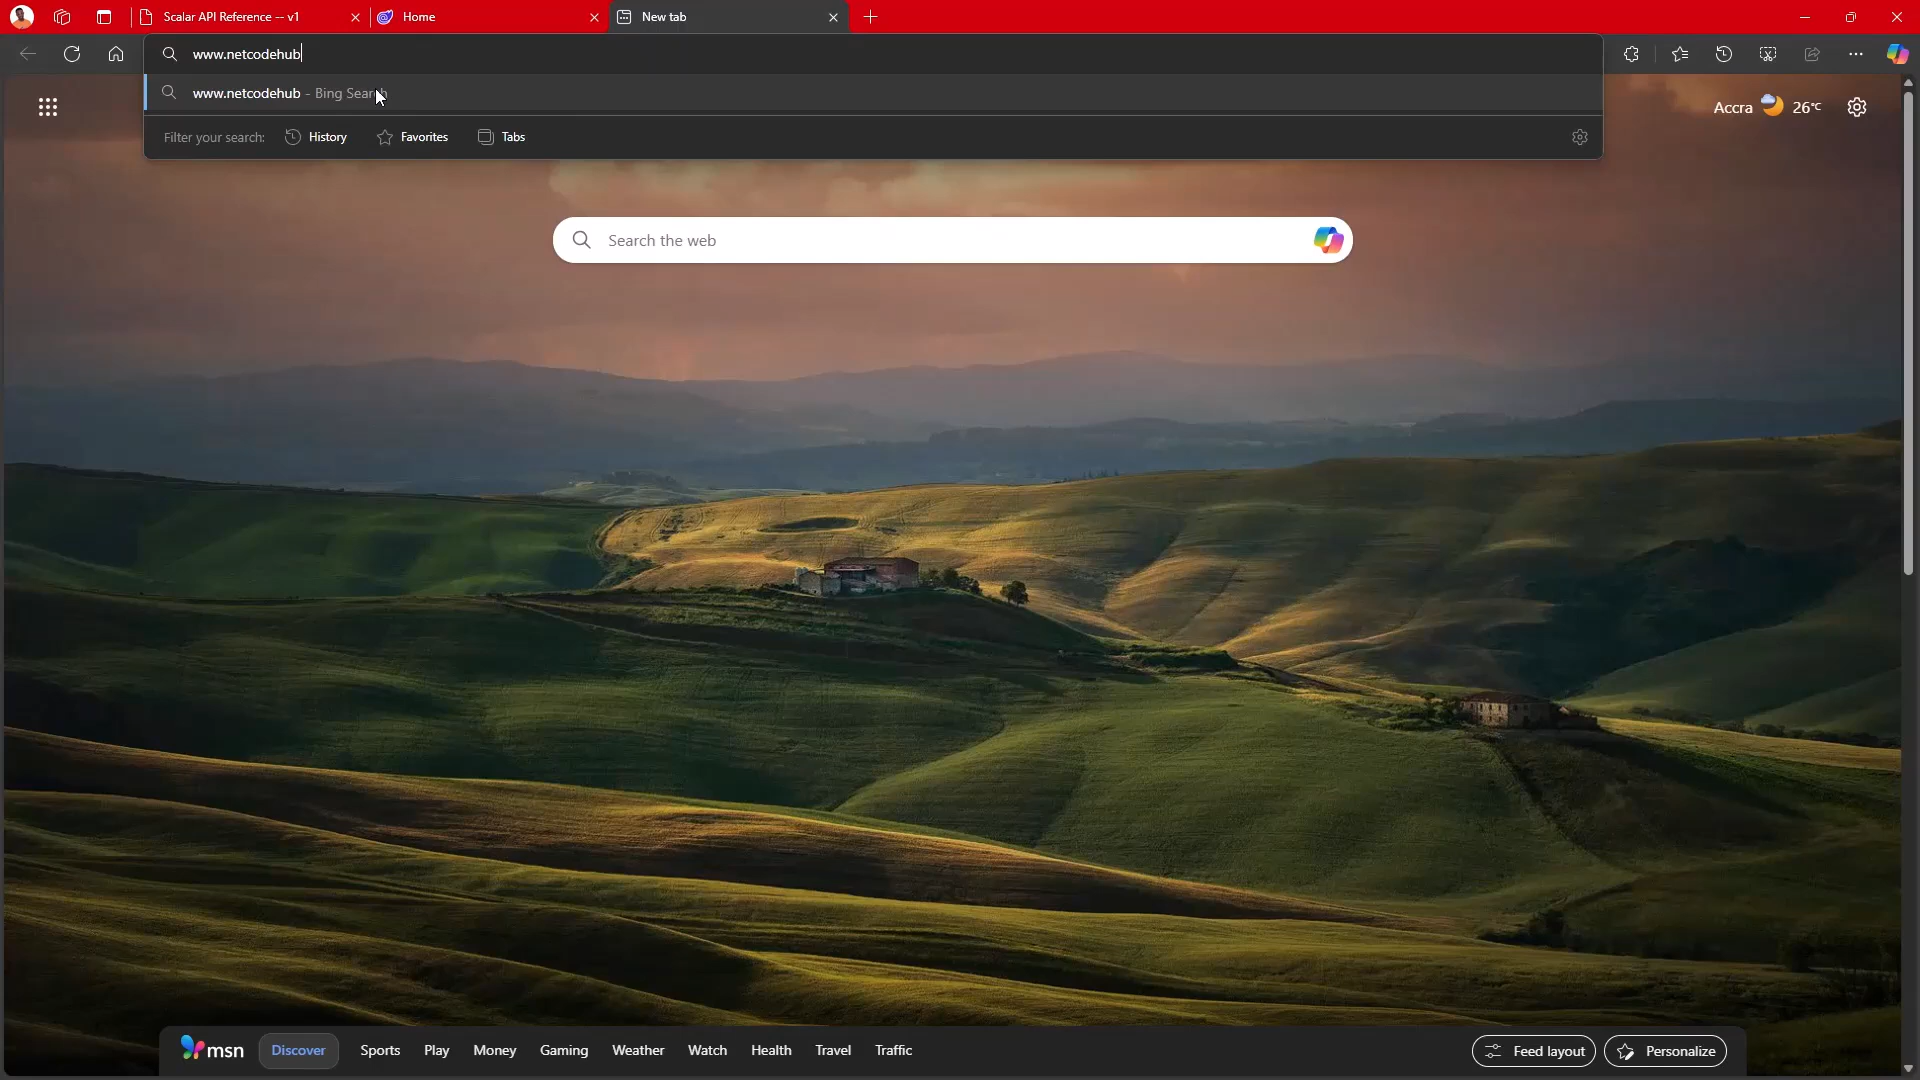 Scalar API Reference -- v1
Home
New tab
www.netcodehub
www.netcodehub - Bing Search
Filter your search:
History
Favorites
Tabs
Accra
26°C
Search the web
msn
Discover
Sports
Play
Money
Gaming
Weather
Watch
Health
Travel
Traffic
Feed layout
Personalize